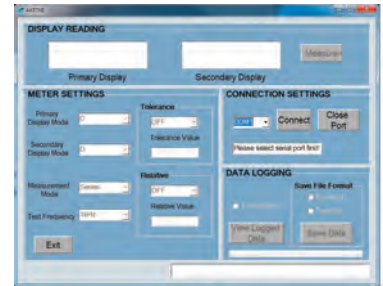 DISPLAY READING
Measure
Primary Display
Secondary Display
METER SETTINGS
Primary
Display Mode
D
Secondary
Display Mode
D
Measurement
Mode
Series
Test Frequency
1kHz
Exit
Tolerance
OFF
Tolerance Value
Relative
OFF
Relative Value
CONNECTION SETTINGS
Connect
Close
Port
Please select serial port first!
DATA LOGGING
Save File Format
View Logged
Data
Save Data